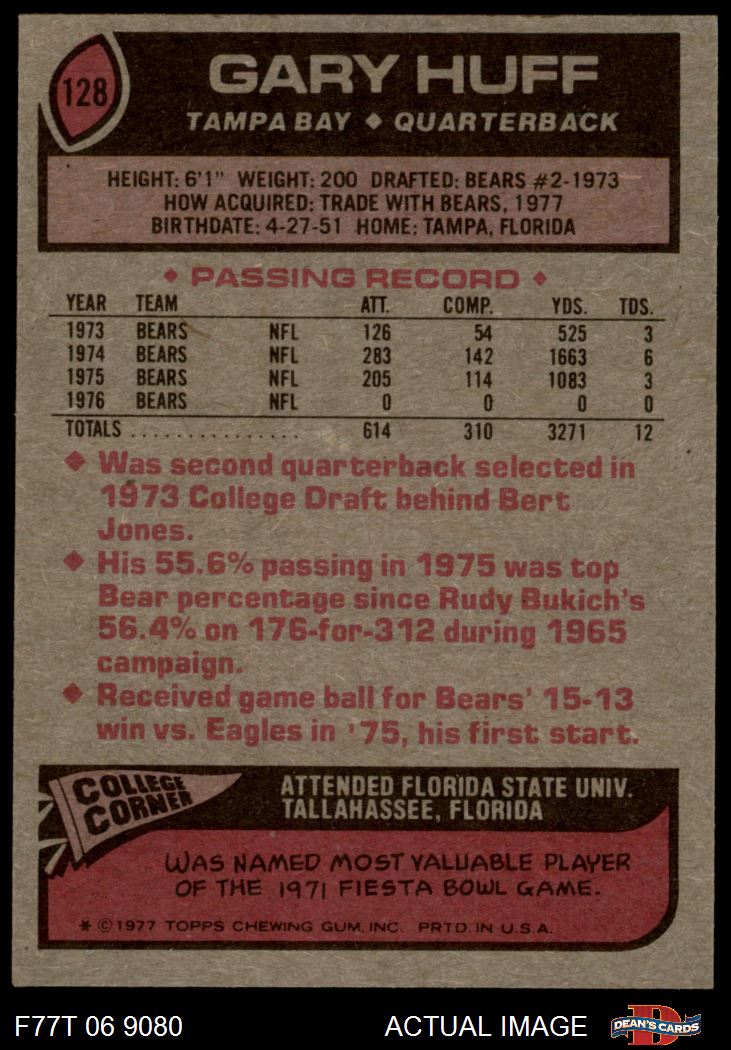 128
GARY HUFF
TAMPA BAY ◆ QUARTERBACK
HEIGHT: 6'1" WEIGHT: 200 DRAFTED: BEARS #2-1973
HOW ACQUIRED: TRADE WITH BEARS, 1977
BIRTHDATE: 4-27-51 HOME: TAMPA, FLORIDA
◆ PASSING RECORD ◆
YEAR TEAM ATT. COMP. YDS. TDS.
1973 BEARS NFL 126 54 525 3
1974 BEARS NFL 283 142 1663 6
1975 BEARS NFL 205 114 1083 3
1976 BEARS NFL 0 0 0 0
TOTALS ................ 614 310 3271 12
◆ Was second quarterback selected in
1973 College Draft behind Bert
Jones.
◆ His 55.6% passing in 1975 was top
Bear percentage since Rudy Bukich's
56.4% on 176-for-312 during 1965
campaign.
◆ Received game ball for Bears' 15-13
win vs. Eagles in '75, his first start.
COLLEGE
CORNER
ATTENDED FLORIDA STATE UNIV.
TALLAHASSEE, FLORIDA
WAS NAMED MOST VALUABLE PLAYER
OF THE 1971 FIESTA BOWL GAME.
* © 1977 TOPPS CHEWING GUM, INC. PRTD. IN U.S.A.
F77T 06 9080 ACTUAL IMAGE DEAN'S CARDS